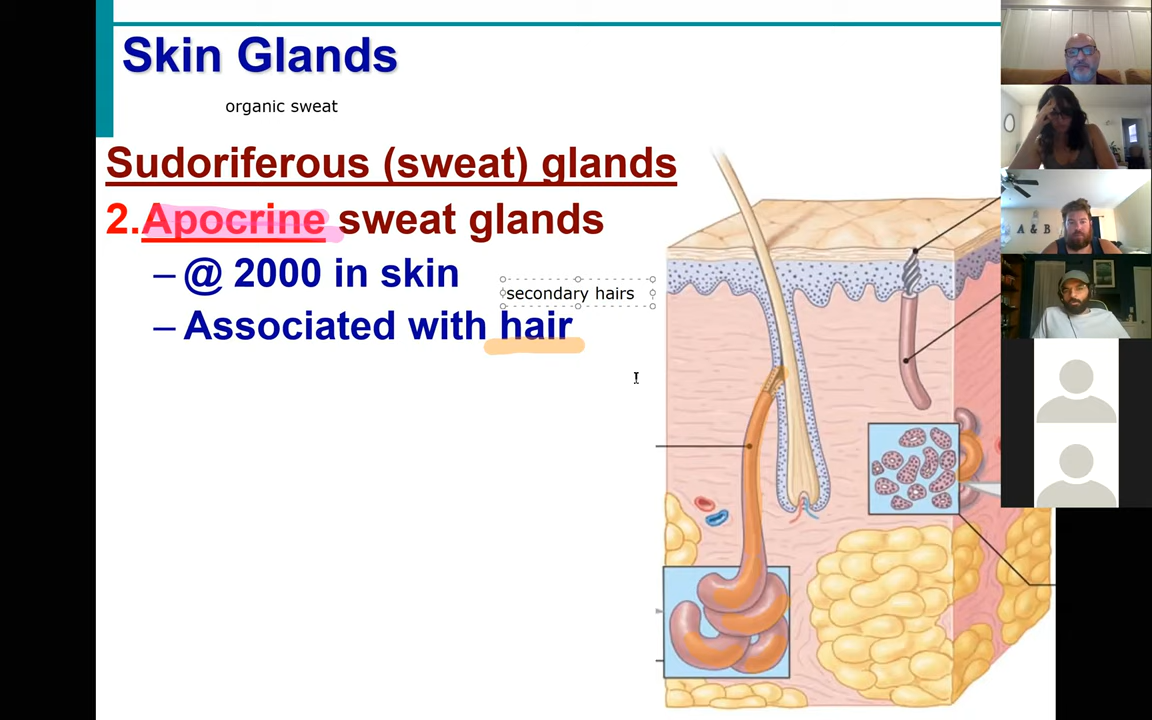 Skin Glands
organic sweat
Sudoriferous (sweat) glands
2.Apocrine sweat glands
– @ 2000 in skin
secondary hairs
– Associated with hair
A & B